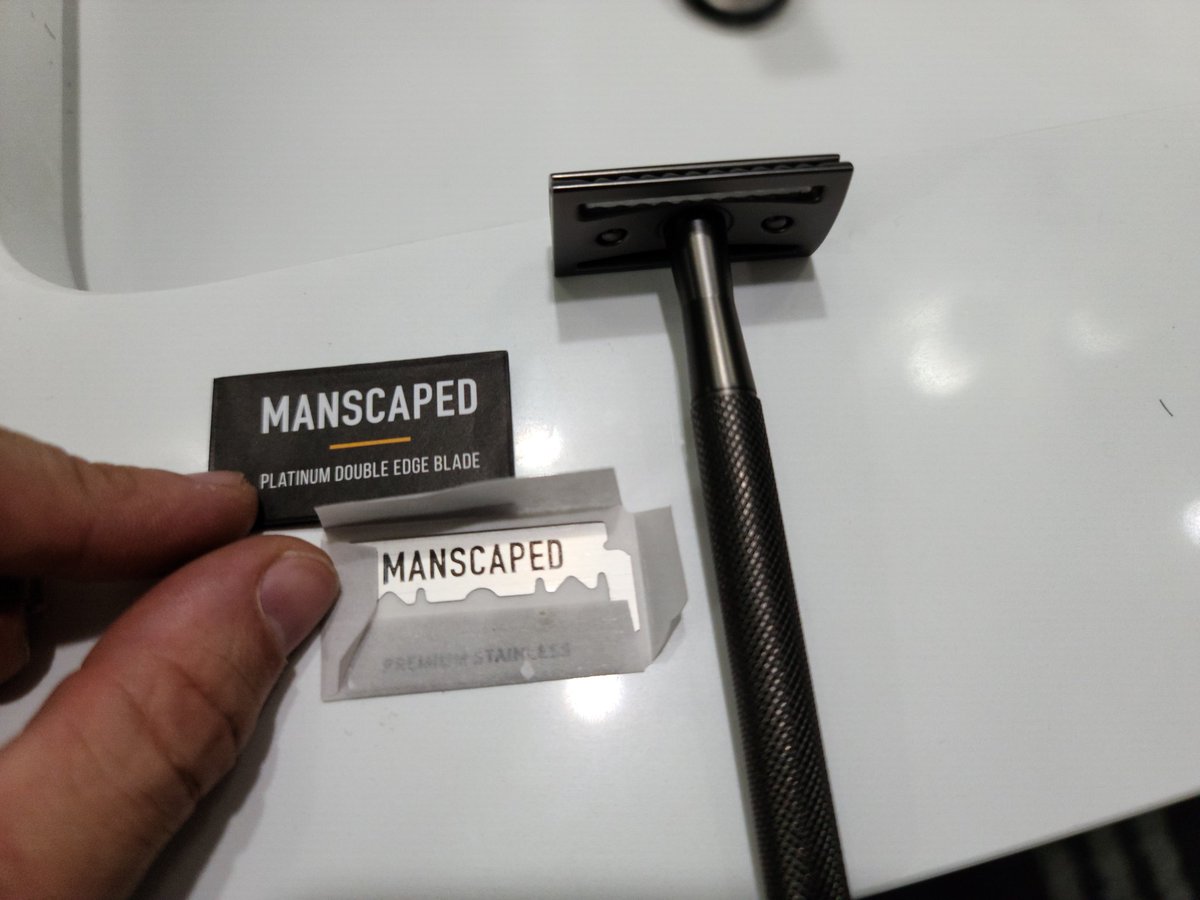 MANSCAPED
PLATINUM DOUBLE EDGE BLADE
MANSCAPED
PREMIUM STAINLESS